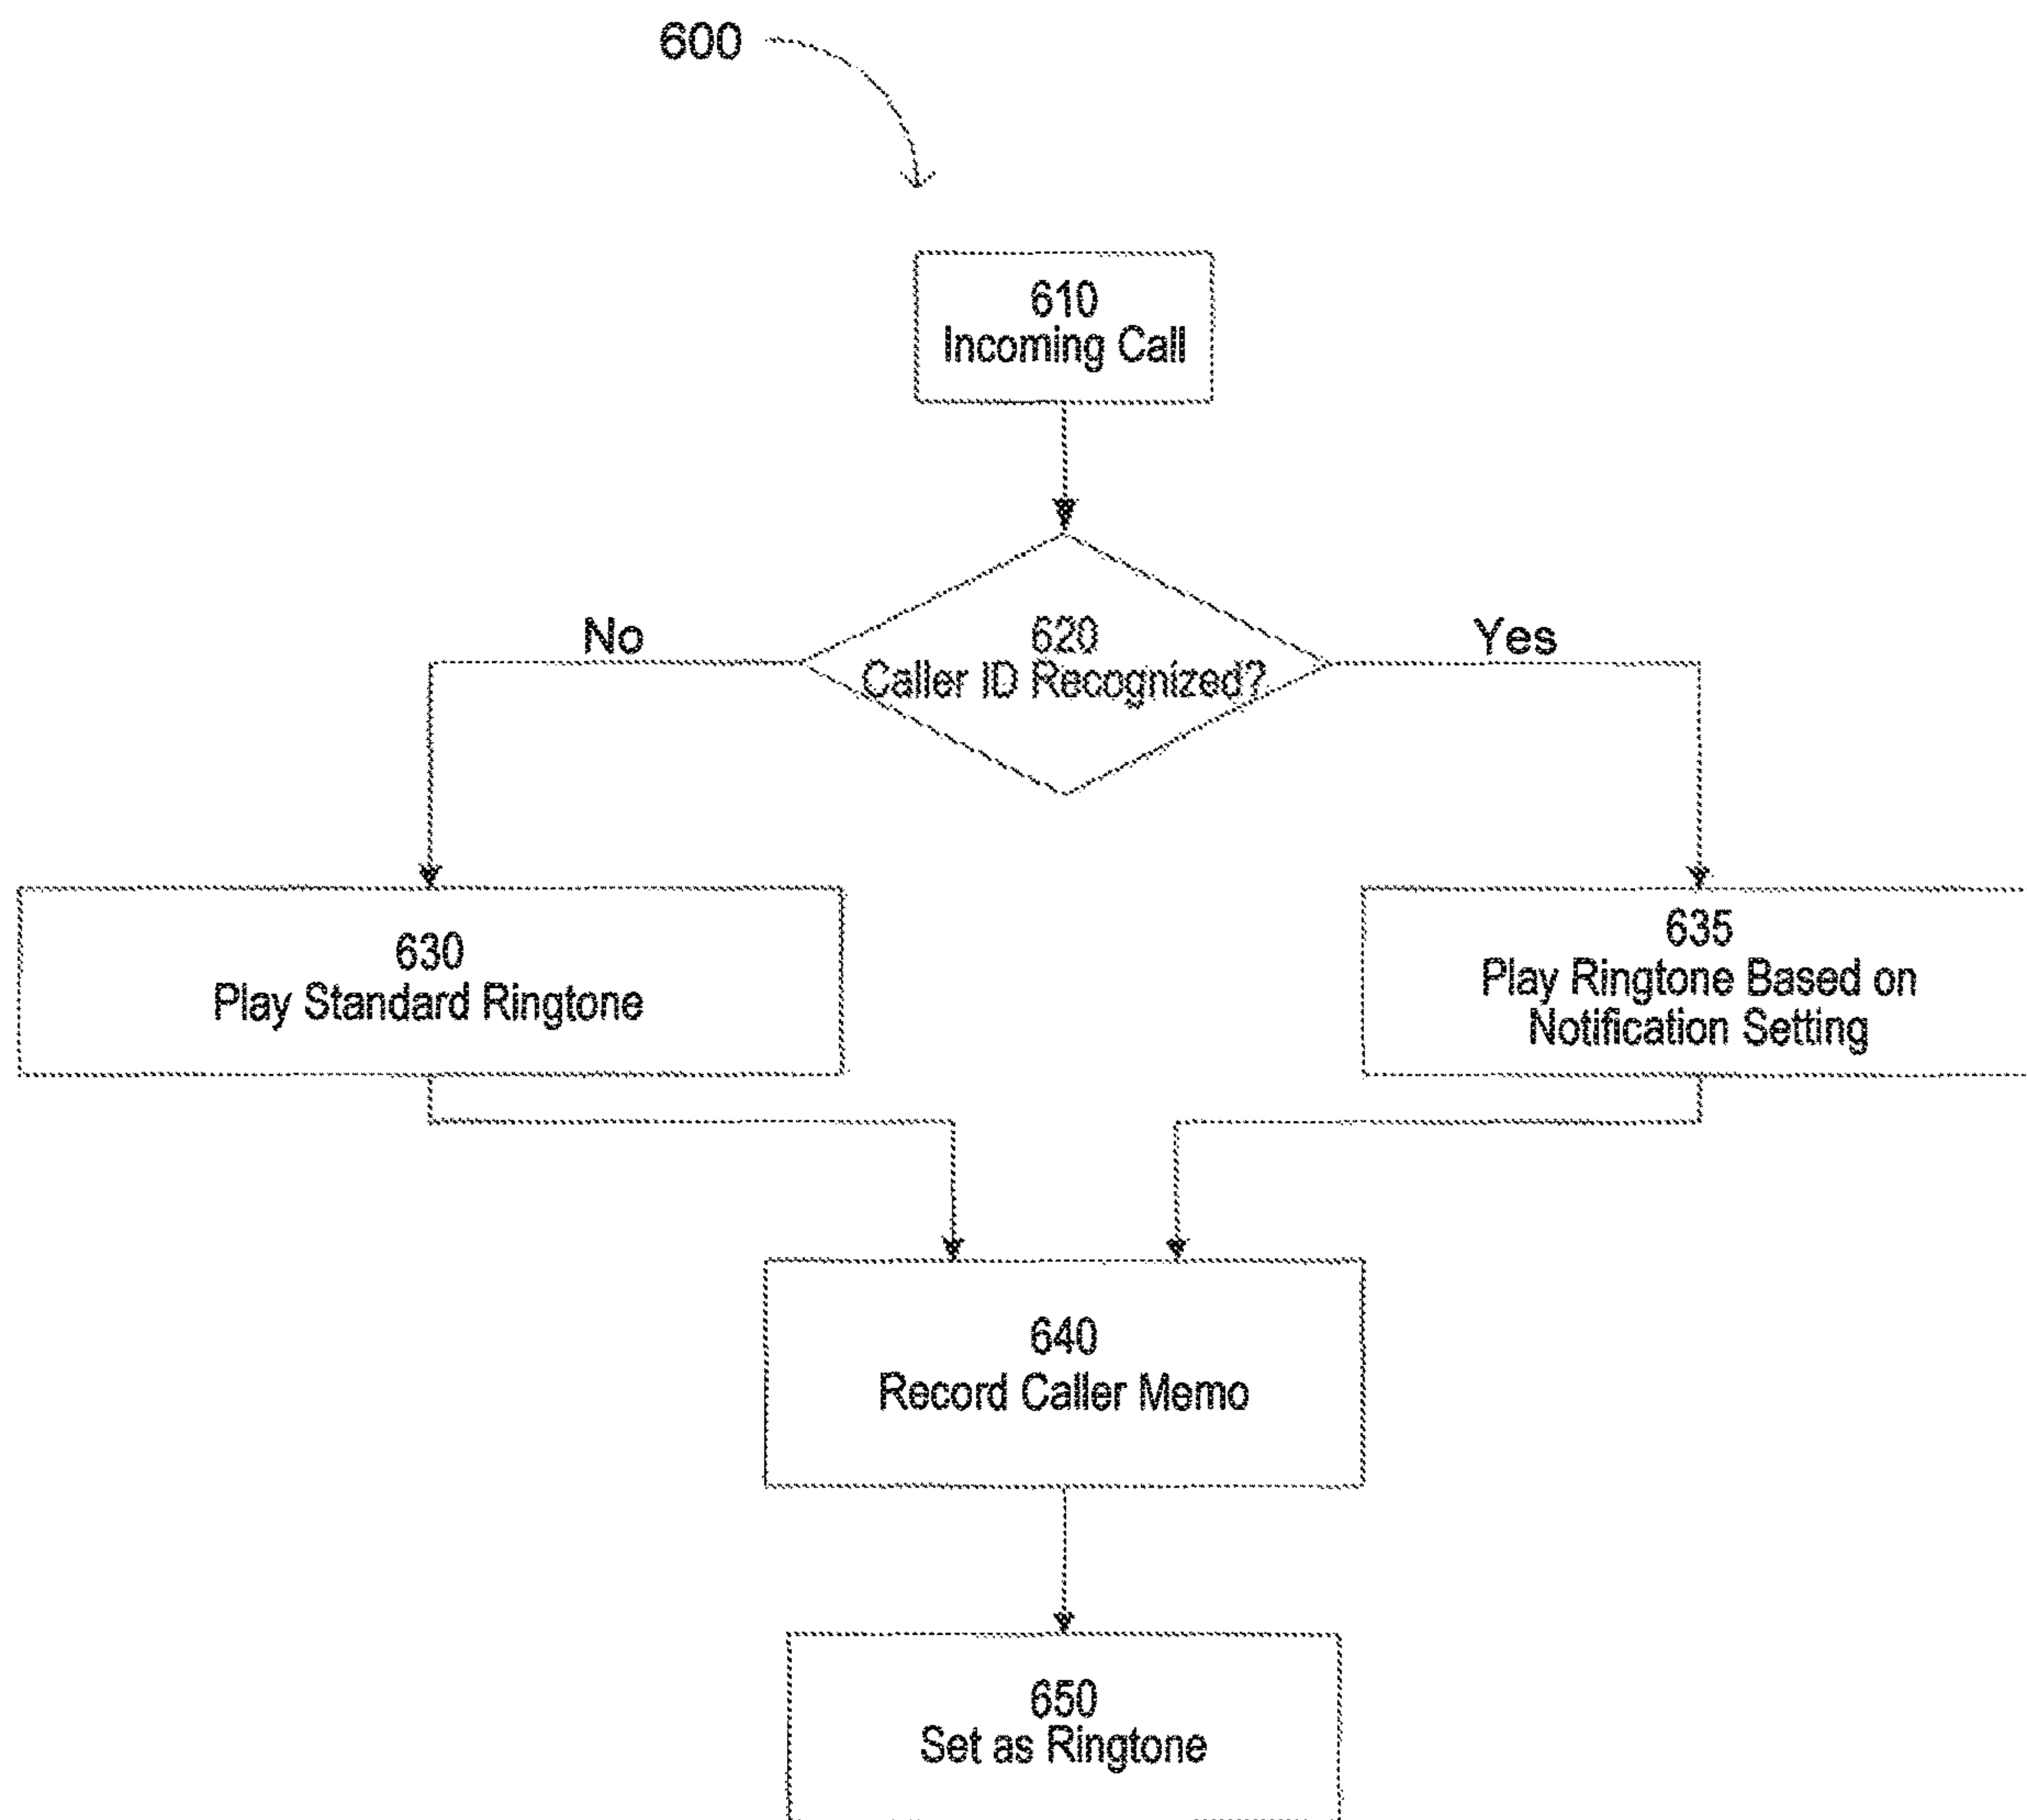 600
610
Incoming Call
620
Caller ID Recognized?
No
Yes
630
Play Standard Ringtone
635
Play Ringtone Based on
Notification Setting
640
Record Caller Memo
650
Set as Ringtone